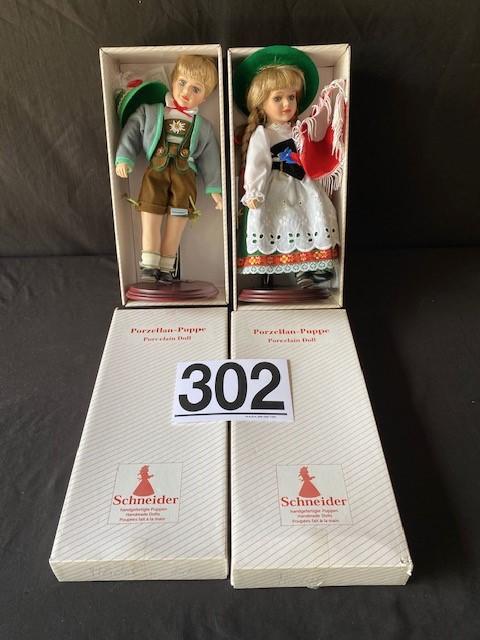 Porzellan-Puppe
Porcelain Doll
Porzellan-Puppe
Porcelain Doll
302
Schneider
handgefertigte Puppen
Handmade Dolls
Poupées fait à la main
Schneider
handgefertigte Puppen
Handmade Dolls
Poupées fait à la main